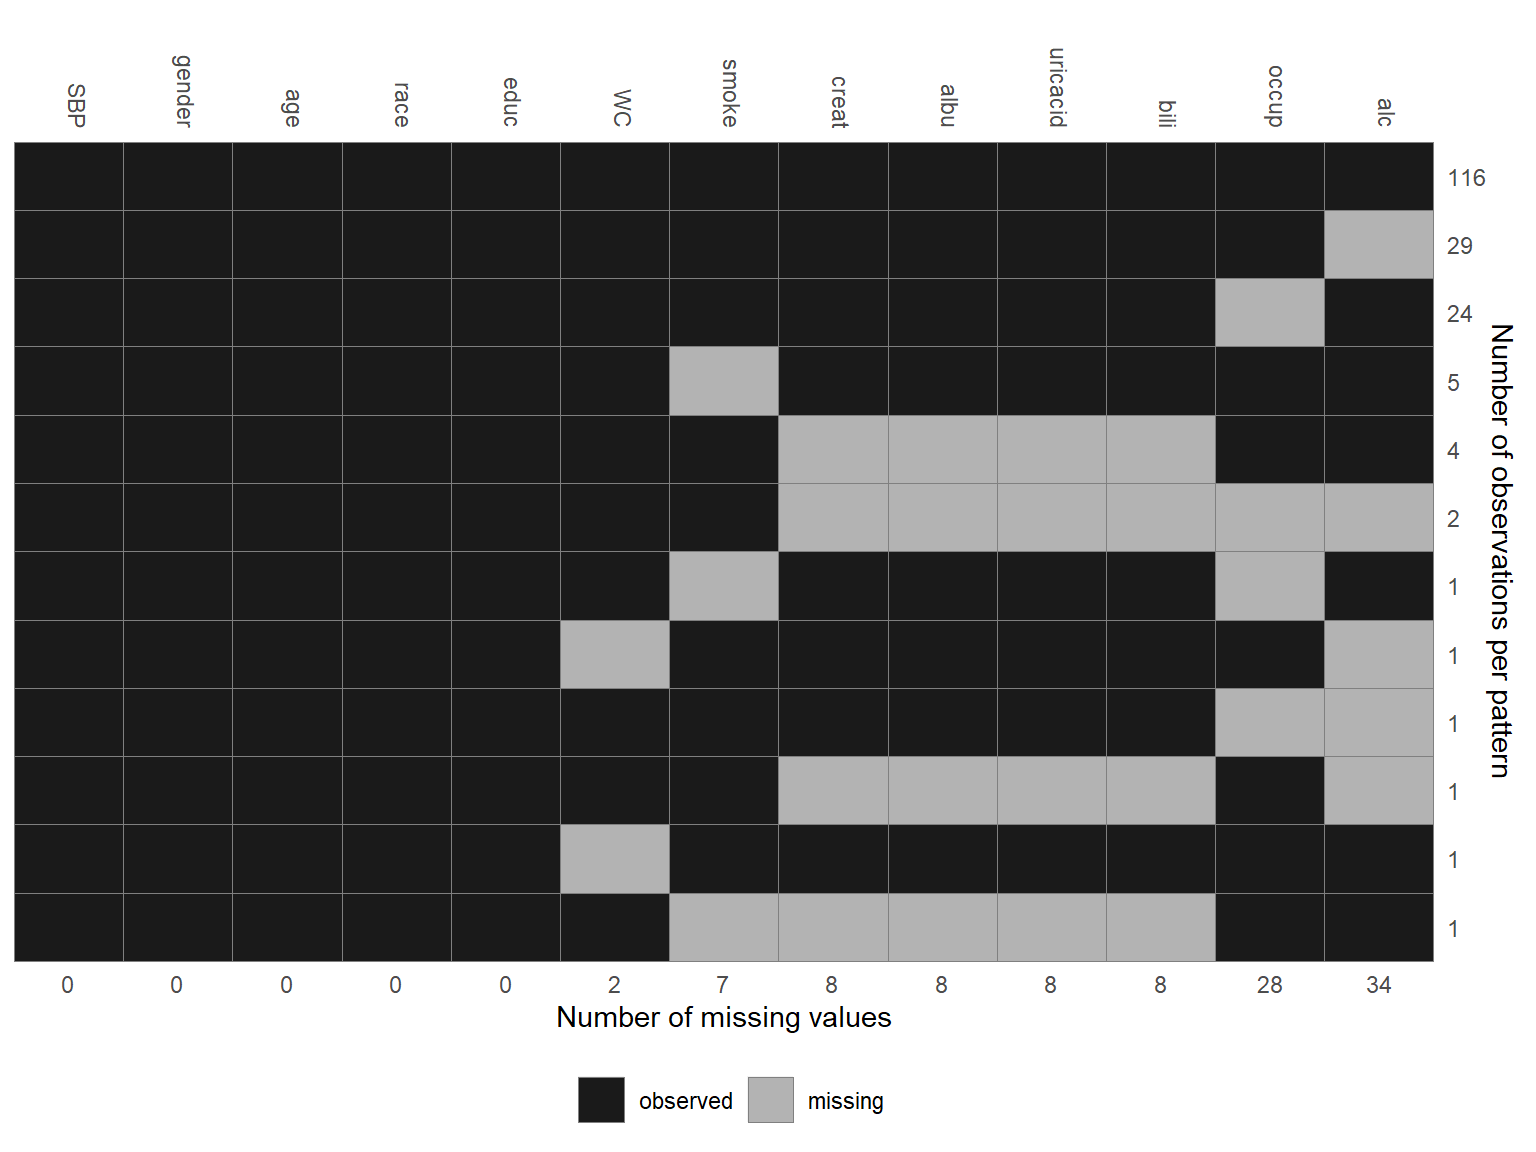 SBP gender age race educ WC smoke creat albu uricacid bili occup alc
116
29
24
5
4
2
1
1
1
1
1
1
Number of observations per pattern
0 0 0 0 0 2 7 8 8 8 8 28 34
Number of missing values
observed missing